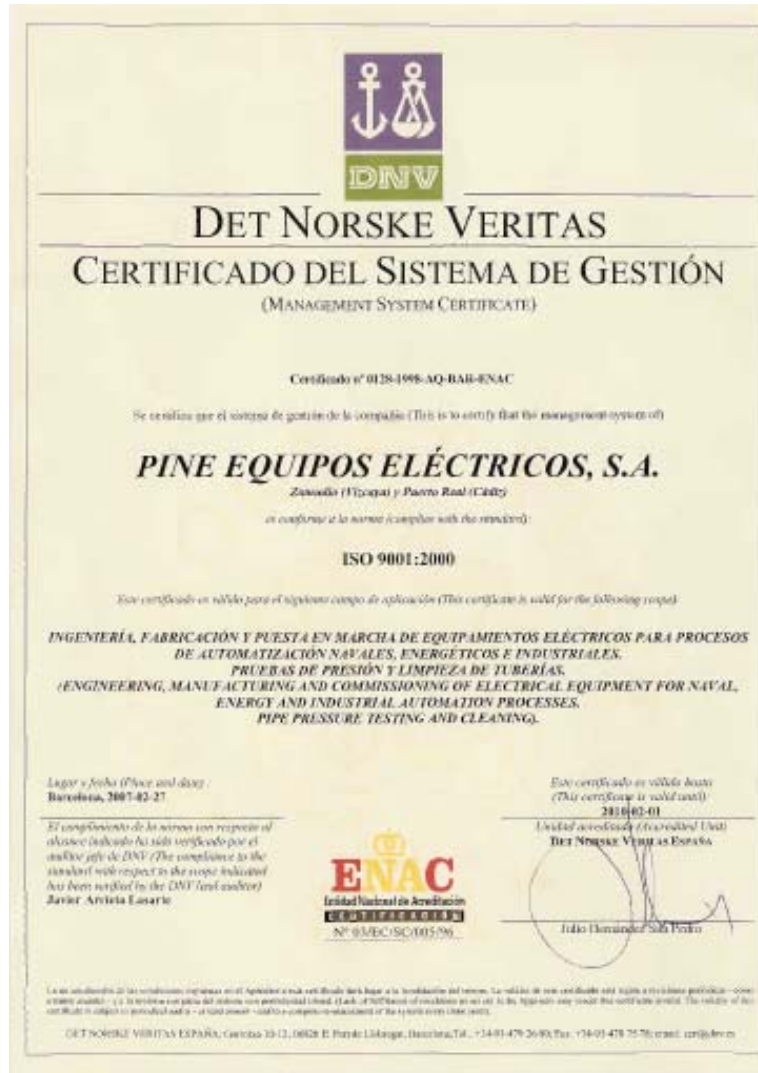 DNV
DET NORSKE VERITAS
CERTIFICADO DEL SISTEMA DE GESTIÓN
(MANAGEMENT SYSTEM CERTIFICATE)
Certificado nº 0128-1998-AQ-BAR-ENAC
Se certifica que el sistema de gestión de la compañía (This is to certify that the management system of)
PINE EQUIPOS ELÉCTRICOS, S.A.
Zamudio (Vizcaya) y Puerto Real (Cádiz)
es conforme a la norma (complies with the standard):
ISO 9001:2000
Este certificado es válido para el siguiente campo de aplicación (This certificate is valid for the following scope)
INGENIERÍA, FABRICACIÓN Y PUESTA EN MARCHA DE EQUIPAMIENTOS ELÉCTRICOS PARA PROCESOS
DE AUTOMATIZACIÓN NAVALES, ENERGÉTICOS E INDUSTRIALES.
PRUEBAS DE PRESIÓN Y LIMPIEZA DE TUBERÍAS.
(ENGINEERING, MANUFACTURING AND COMMISSIONING OF ELECTRICAL EQUIPMENT FOR NAVAL,
ENERGY AND INDUSTRIAL AUTOMATION PROCESSES.
PIPE PRESSURE TESTING AND CLEANING).
Lugar y fecha (Place and date) :
Barcelona, 2007-02-27
El cumplimiento de la norma con respecto al
alcance indicado ha sido verificado por el
auditor jefe de DNV (The compliance to the
standard with respect to the scope indicated
has been verified by the DNV lead auditor)
Javier Arrieta Lasarte
ENAC
Entidad Nacional de Acreditación
CERTIFICACIÓN
Nº 03/EC/SC/005/96
Este certificado es válido hasta
(This certificate is valid until)
2010-02-01
Unidad acreditada (Accredited Unit)
DET NORSKE VERITAS ESPAÑA
Julio Hernández San Pedro
DET NORSKE VERITAS ESPAÑA, 10-12, Barcelona, Tel.